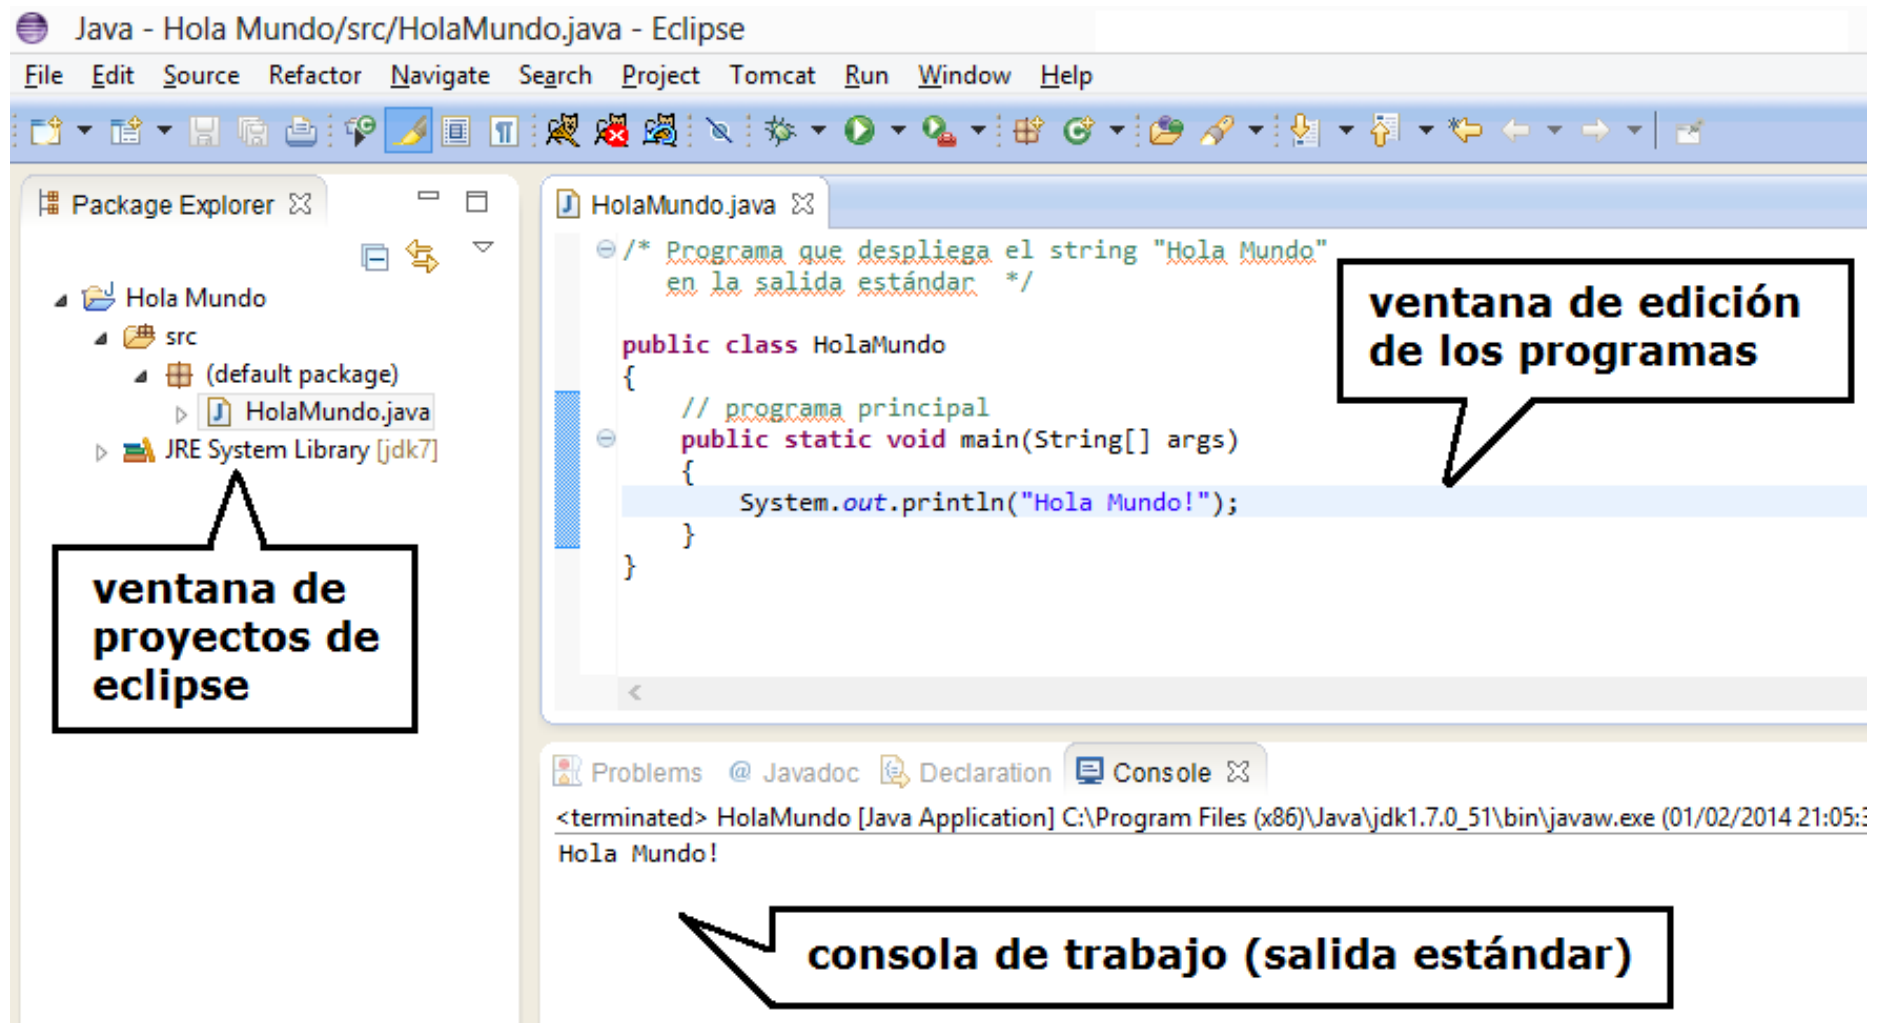 Java - Hola Mundo/src/HolaMundo.java - Eclipse
File Edit Source Refactor Navigate Search Project Tomcat Run Window Help
Package Explorer
Hola Mundo
src
(default package)
HolaMundo.java
JRE System Library [jdk7]
ventana de
proyectos de
eclipse
HolaMundo.java
/* Programa que despliega el string "Hola Mundo"
en la salida estándar */
public class HolaMundo
{
// programa principal
public static void main(String[] args)
{
System.out.println("Hola Mundo!");
}
}
ventana de edición
de los programas
Problems @ Javadoc Declaration Console
<terminated> HolaMundo [Java Application] C:\Program Files (x86)\Java\jdk1.7.0_51\bin\javaw.exe (01/02/2014 21:05:3
Hola Mundo!
consola de trabajo (salida estándar)